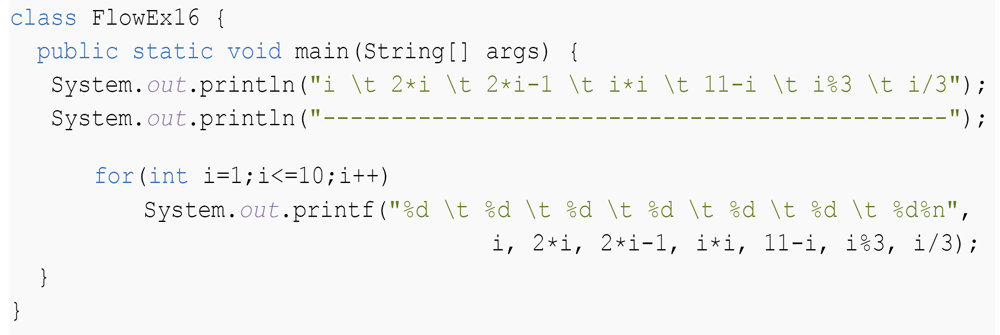 class FlowEx16 {
public static void main(String[] args) {
System.out.println("i \t 2*i \t 2*i-1 \t i*i \t 11-i \t i%3 \t i/3");
System.out.println("----------------------------------------------");
for(int i=1;i<=10;i++)
System.out.printf("%d \t %d \t %d \t %d \t %d \t %d \t %d%n",
i, 2*i, 2*i-1, i*i, 11-i, i%3, i/3);
}
}